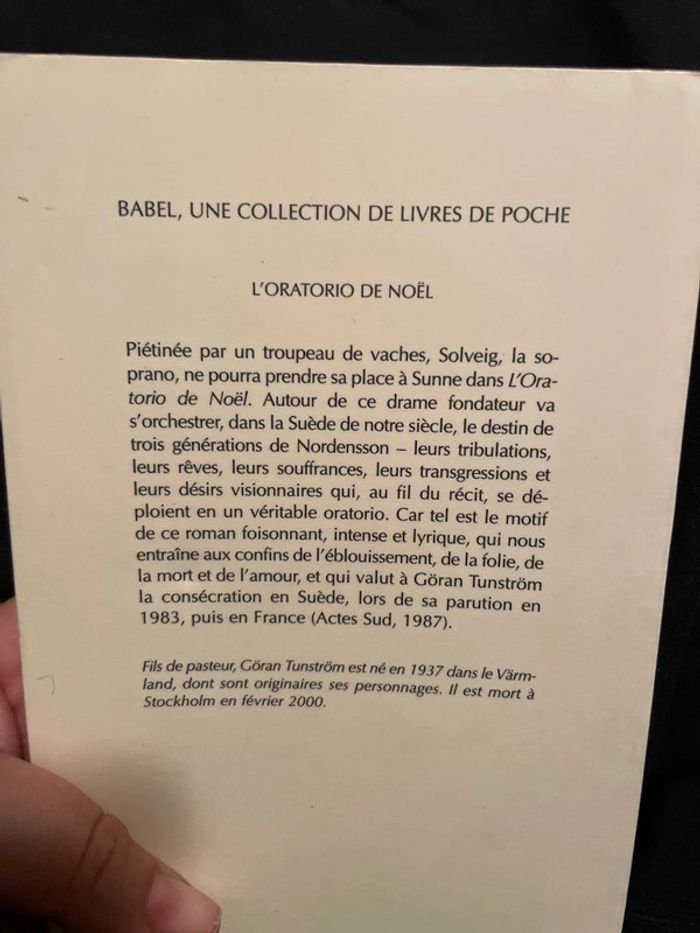 BABEL, UNE COLLECTION DE LIVRES DE POCHE
L'ORATORIO DE NOËL
Piétinée par un troupeau de vaches, Solveig, la so-
prano, ne pourra prendre sa place à Sunne dans L'Ora-
torio de Noël. Autour de ce drame fondateur va
s'orchestrer, dans la Suède de notre siècle, le destin de
trois générations de Nordensson – leurs tribulations,
leurs rêves, leurs souffrances, leurs transgressions et
leurs désirs visionnaires qui, au fil du récit, se dé-
ploient en un véritable oratorio. Car tel est le motif
de ce roman foisonnant, intense et lyrique, qui nous
entraîne aux confins de l'éblouissement, de la folie, de
la mort et de l'amour, et qui valut à Göran Tunström
la consécration en Suède, lors de sa parution en
1983, puis en France (Actes Sud, 1987).
Fils de pasteur, Göran Tunström est né en 1937 dans le Värm-
land, dont sont originaires ses personnages. Il est mort à
Stockholm en février 2000.